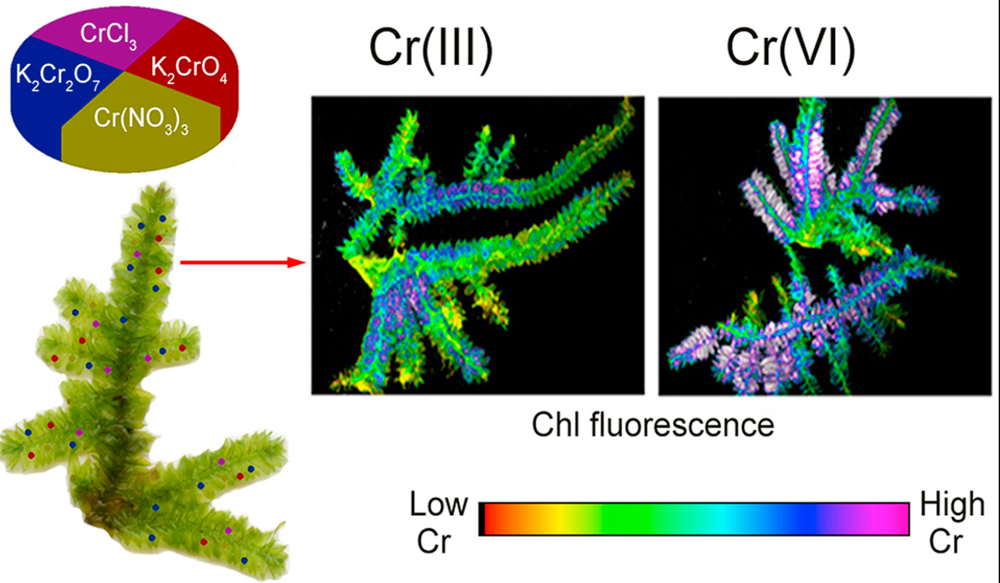 CrCl₃
K₂CrO₄
K₂Cr₂O₇
Cr(NO₃)₃
Cr(III)
Cr(VI)
Chl fluorescence
Low
Cr
High
Cr